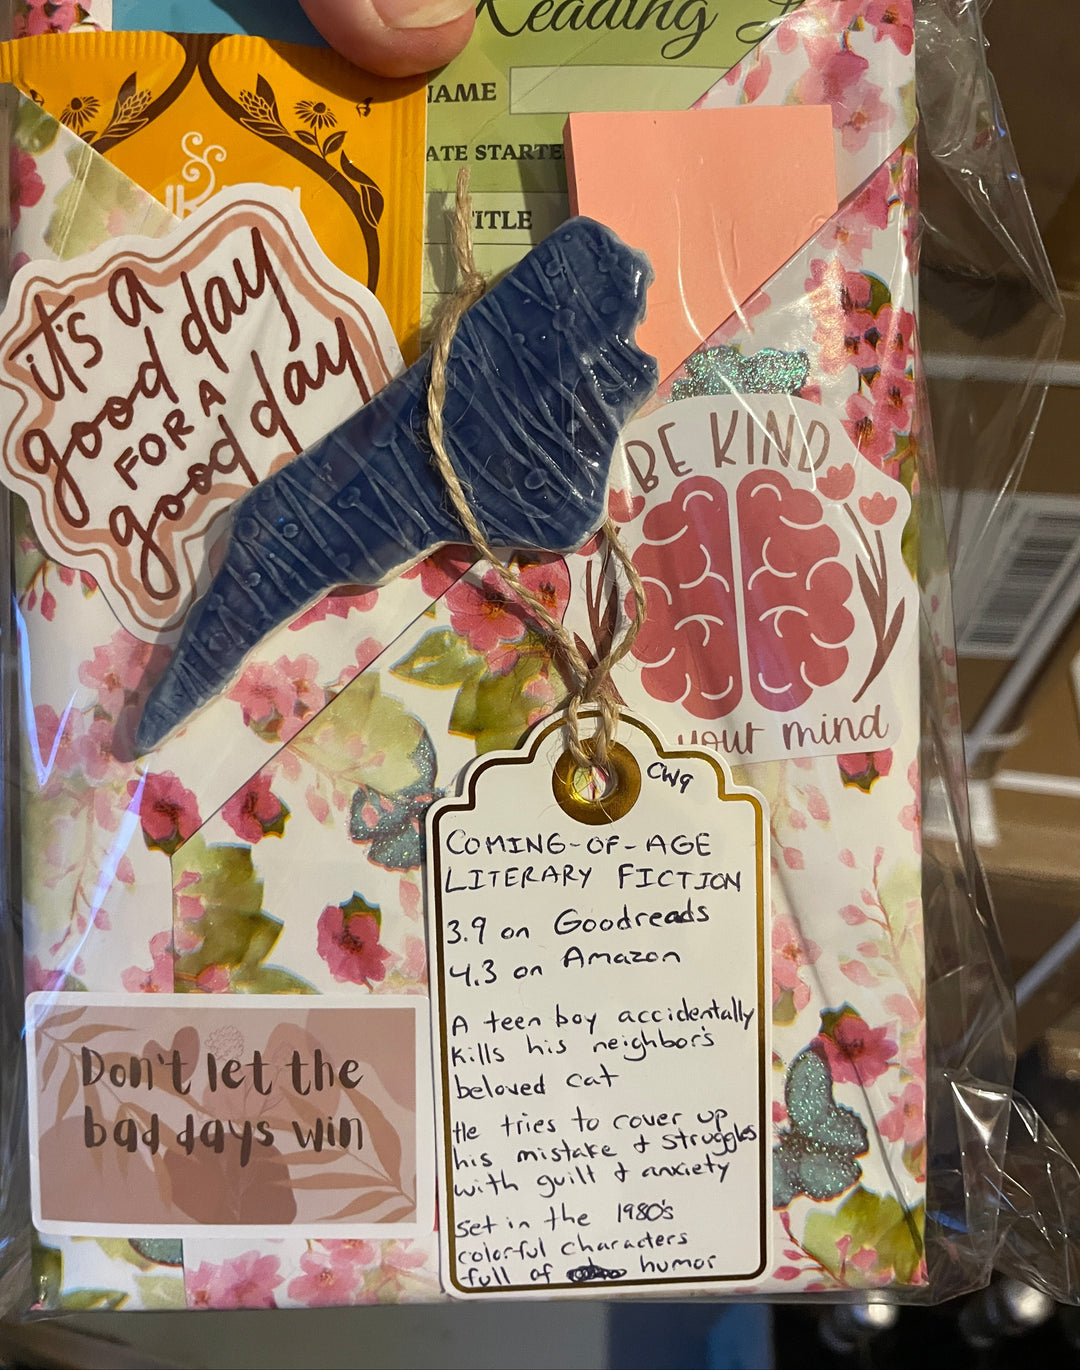 Reading
NAME
ATE STARTE
TITLE
it's a
good day
FOR A
good day
BE KIND
your mind
CW9
COMING-OF-AGE
LITERARY FICTION
3.9 on Goodreads
4.3 on Amazon
A teen boy accidentally
kills his neighbor's
beloved cat
He tries to cover up
his mistake & struggles
with guilt & anxiety
set in the 1980's
colorful characters
full of humor
Don't let the
bad days win